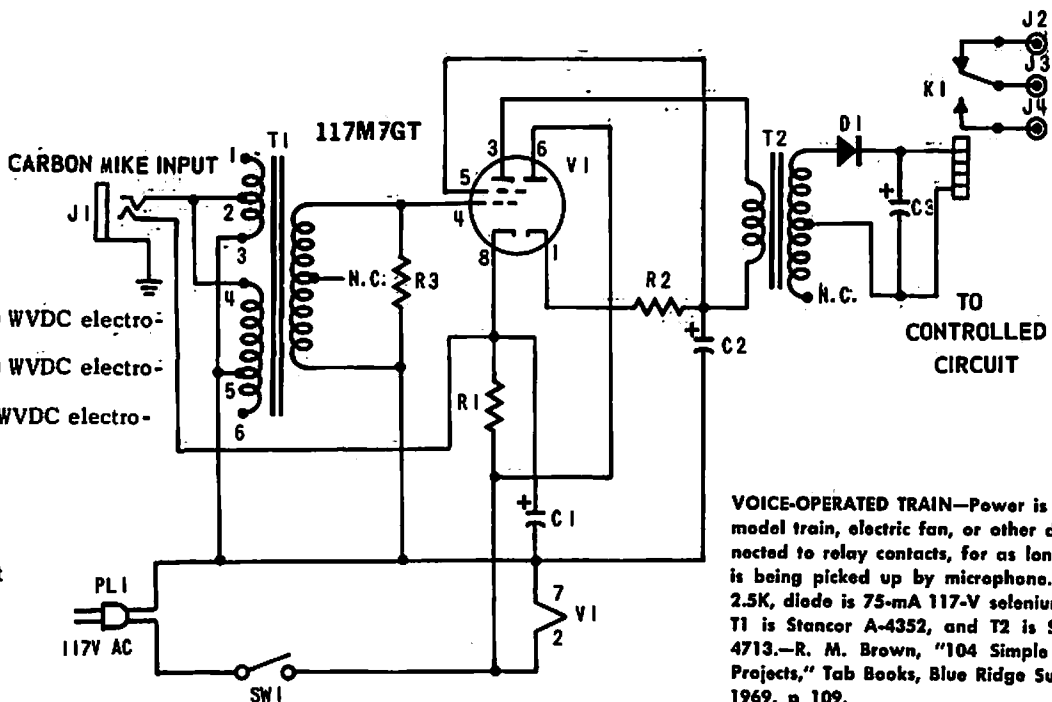 J2
J3
K1
J4
117M7GT
T1
CARBON MIKE INPUT
J1
1
2
3
4
5
6
N.C.
R3
3
6
V1
5
4
8
1
R2
T2
D1
+
C3
N.C.
TO
CONTROLLED
CIRCUIT
+
C2
WVDC electro-
WVDC electro-
WVDC electro-
R1
+
C1
PL1
117V AC
SW1
7
2
V1
VOICE-OPERATED TRAIN—Power is
model train, electric fan, or other
nected to relay contacts, for as
is being picked up by microphone.
2.5K, diode is 75-mA 117-V
T1 is Stancor A-4352, and T2 is
4713.—R. M. Brown, "104 Simple
Projects," Tab Books, Blue Ridge
1969, p 109.